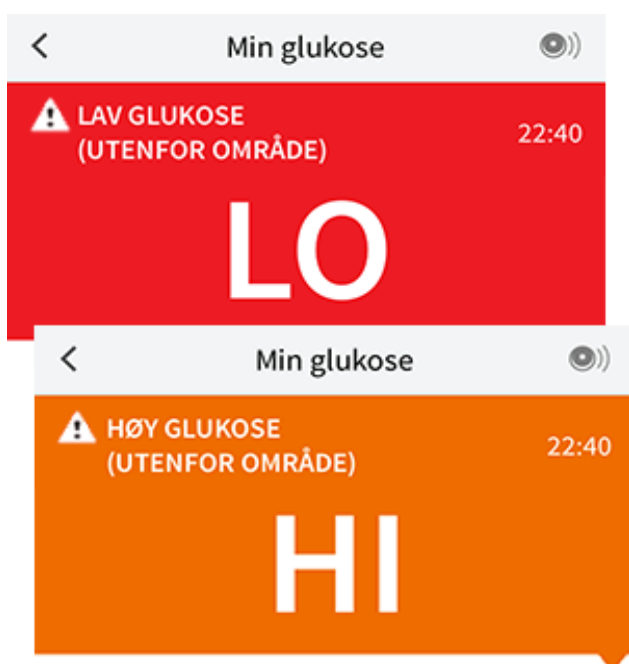 Min glukose
LAV GLUKOSE
(UTENFOR OMRÅDE)
22:40
LO
Min glukose
HØY GLUKOSE
(UTENFOR OMRÅDE)
22:40
HI